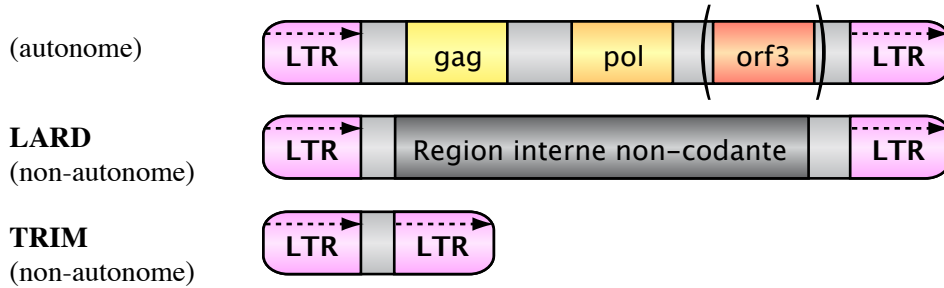 (autonome)
LTR gag pol ( orf3 ) LTR
LARD
(non-autonome)
LTR Region interne non-codante LTR
TRIM
(non-autonome)
LTR LTR